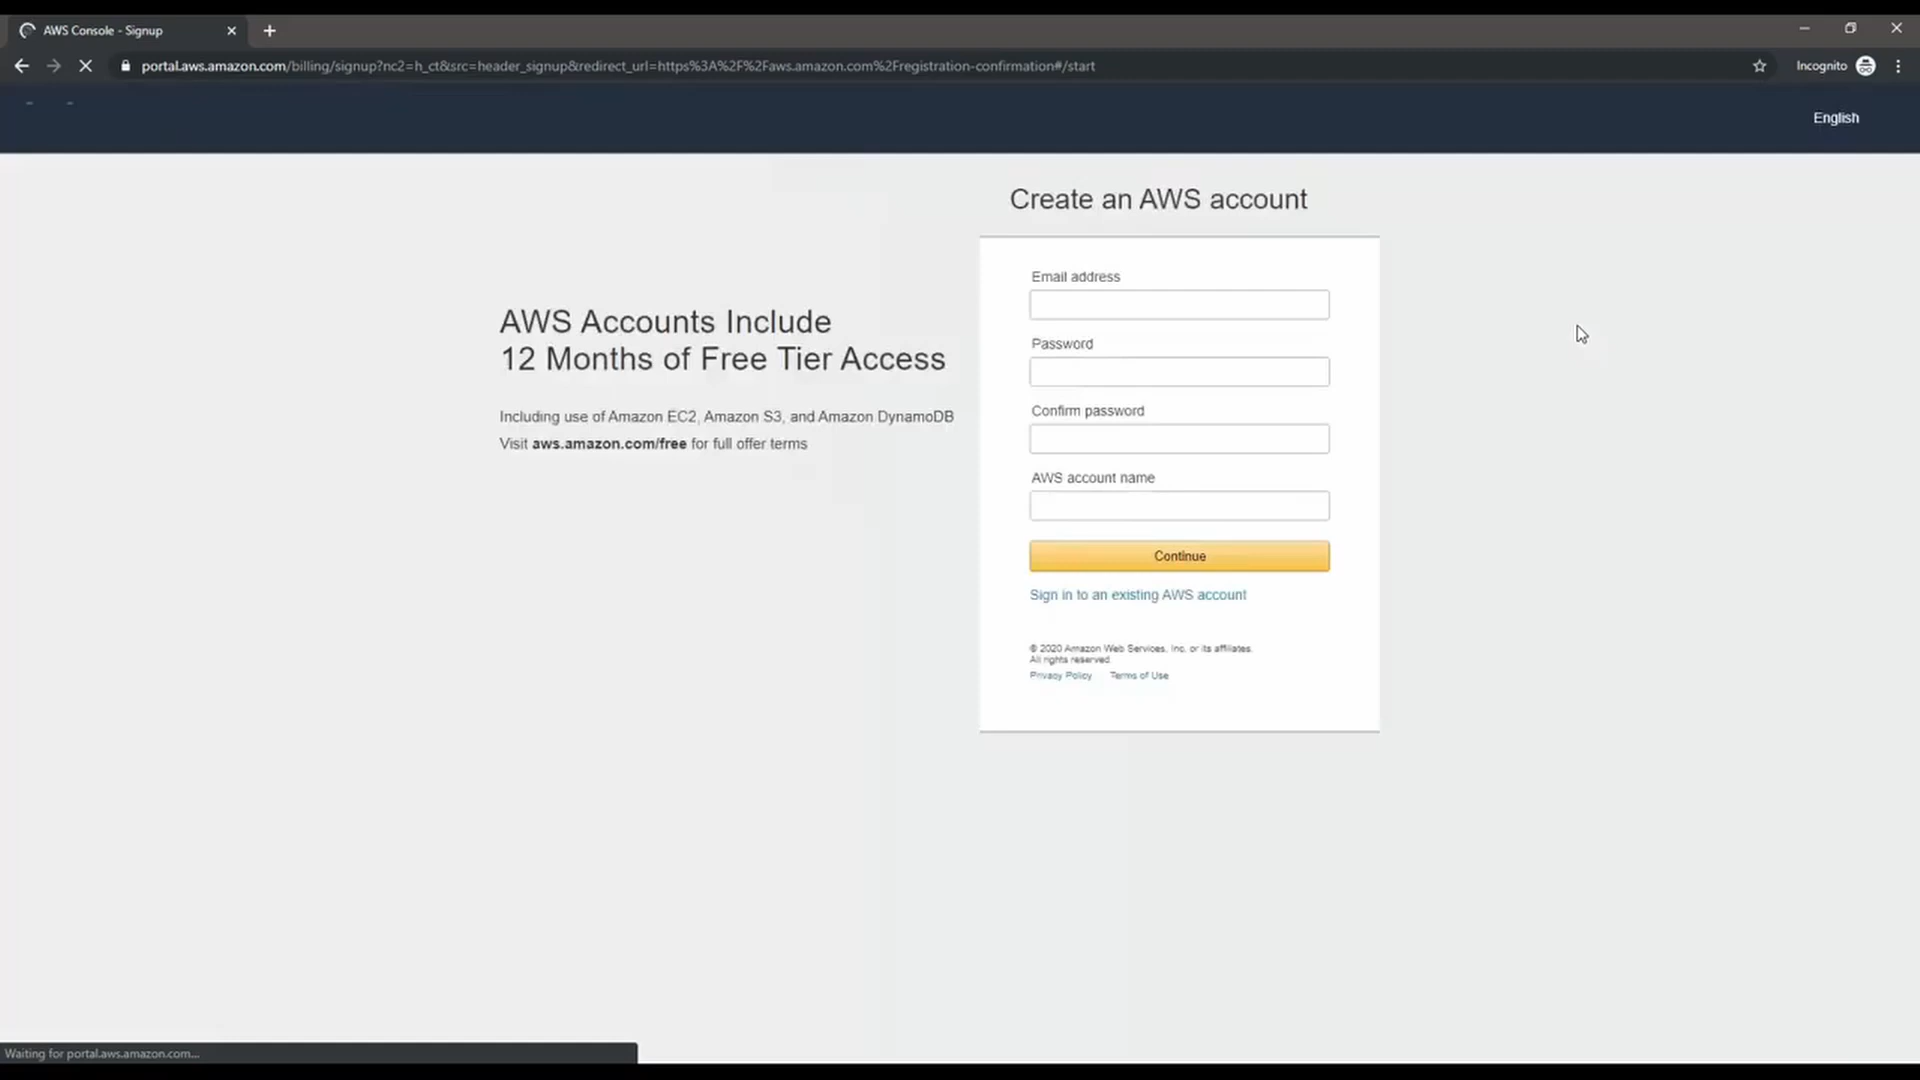 AWS Console - Signup
portal.aws.amazon.com/billing/signup?nc2=h_ct&src=header_signup&redirect_url=https%3A%2F%2Faws.amazon.com%2Fregistration-confirmation#/start
Incognito
English
Create an AWS account
AWS Accounts Include
12 Months of Free Tier Access
Including use of Amazon EC2, Amazon S3, and Amazon DynamoDB
Visit aws.amazon.com/free for full offer terms
Email address
Password
Confirm password
AWS account name
Continue
Sign in to an existing AWS account
© 2020 Amazon Web Services, Inc. or its affiliates.
All rights reserved
Privacy Policy Terms of Use
Waiting for portal.aws.amazon.com...